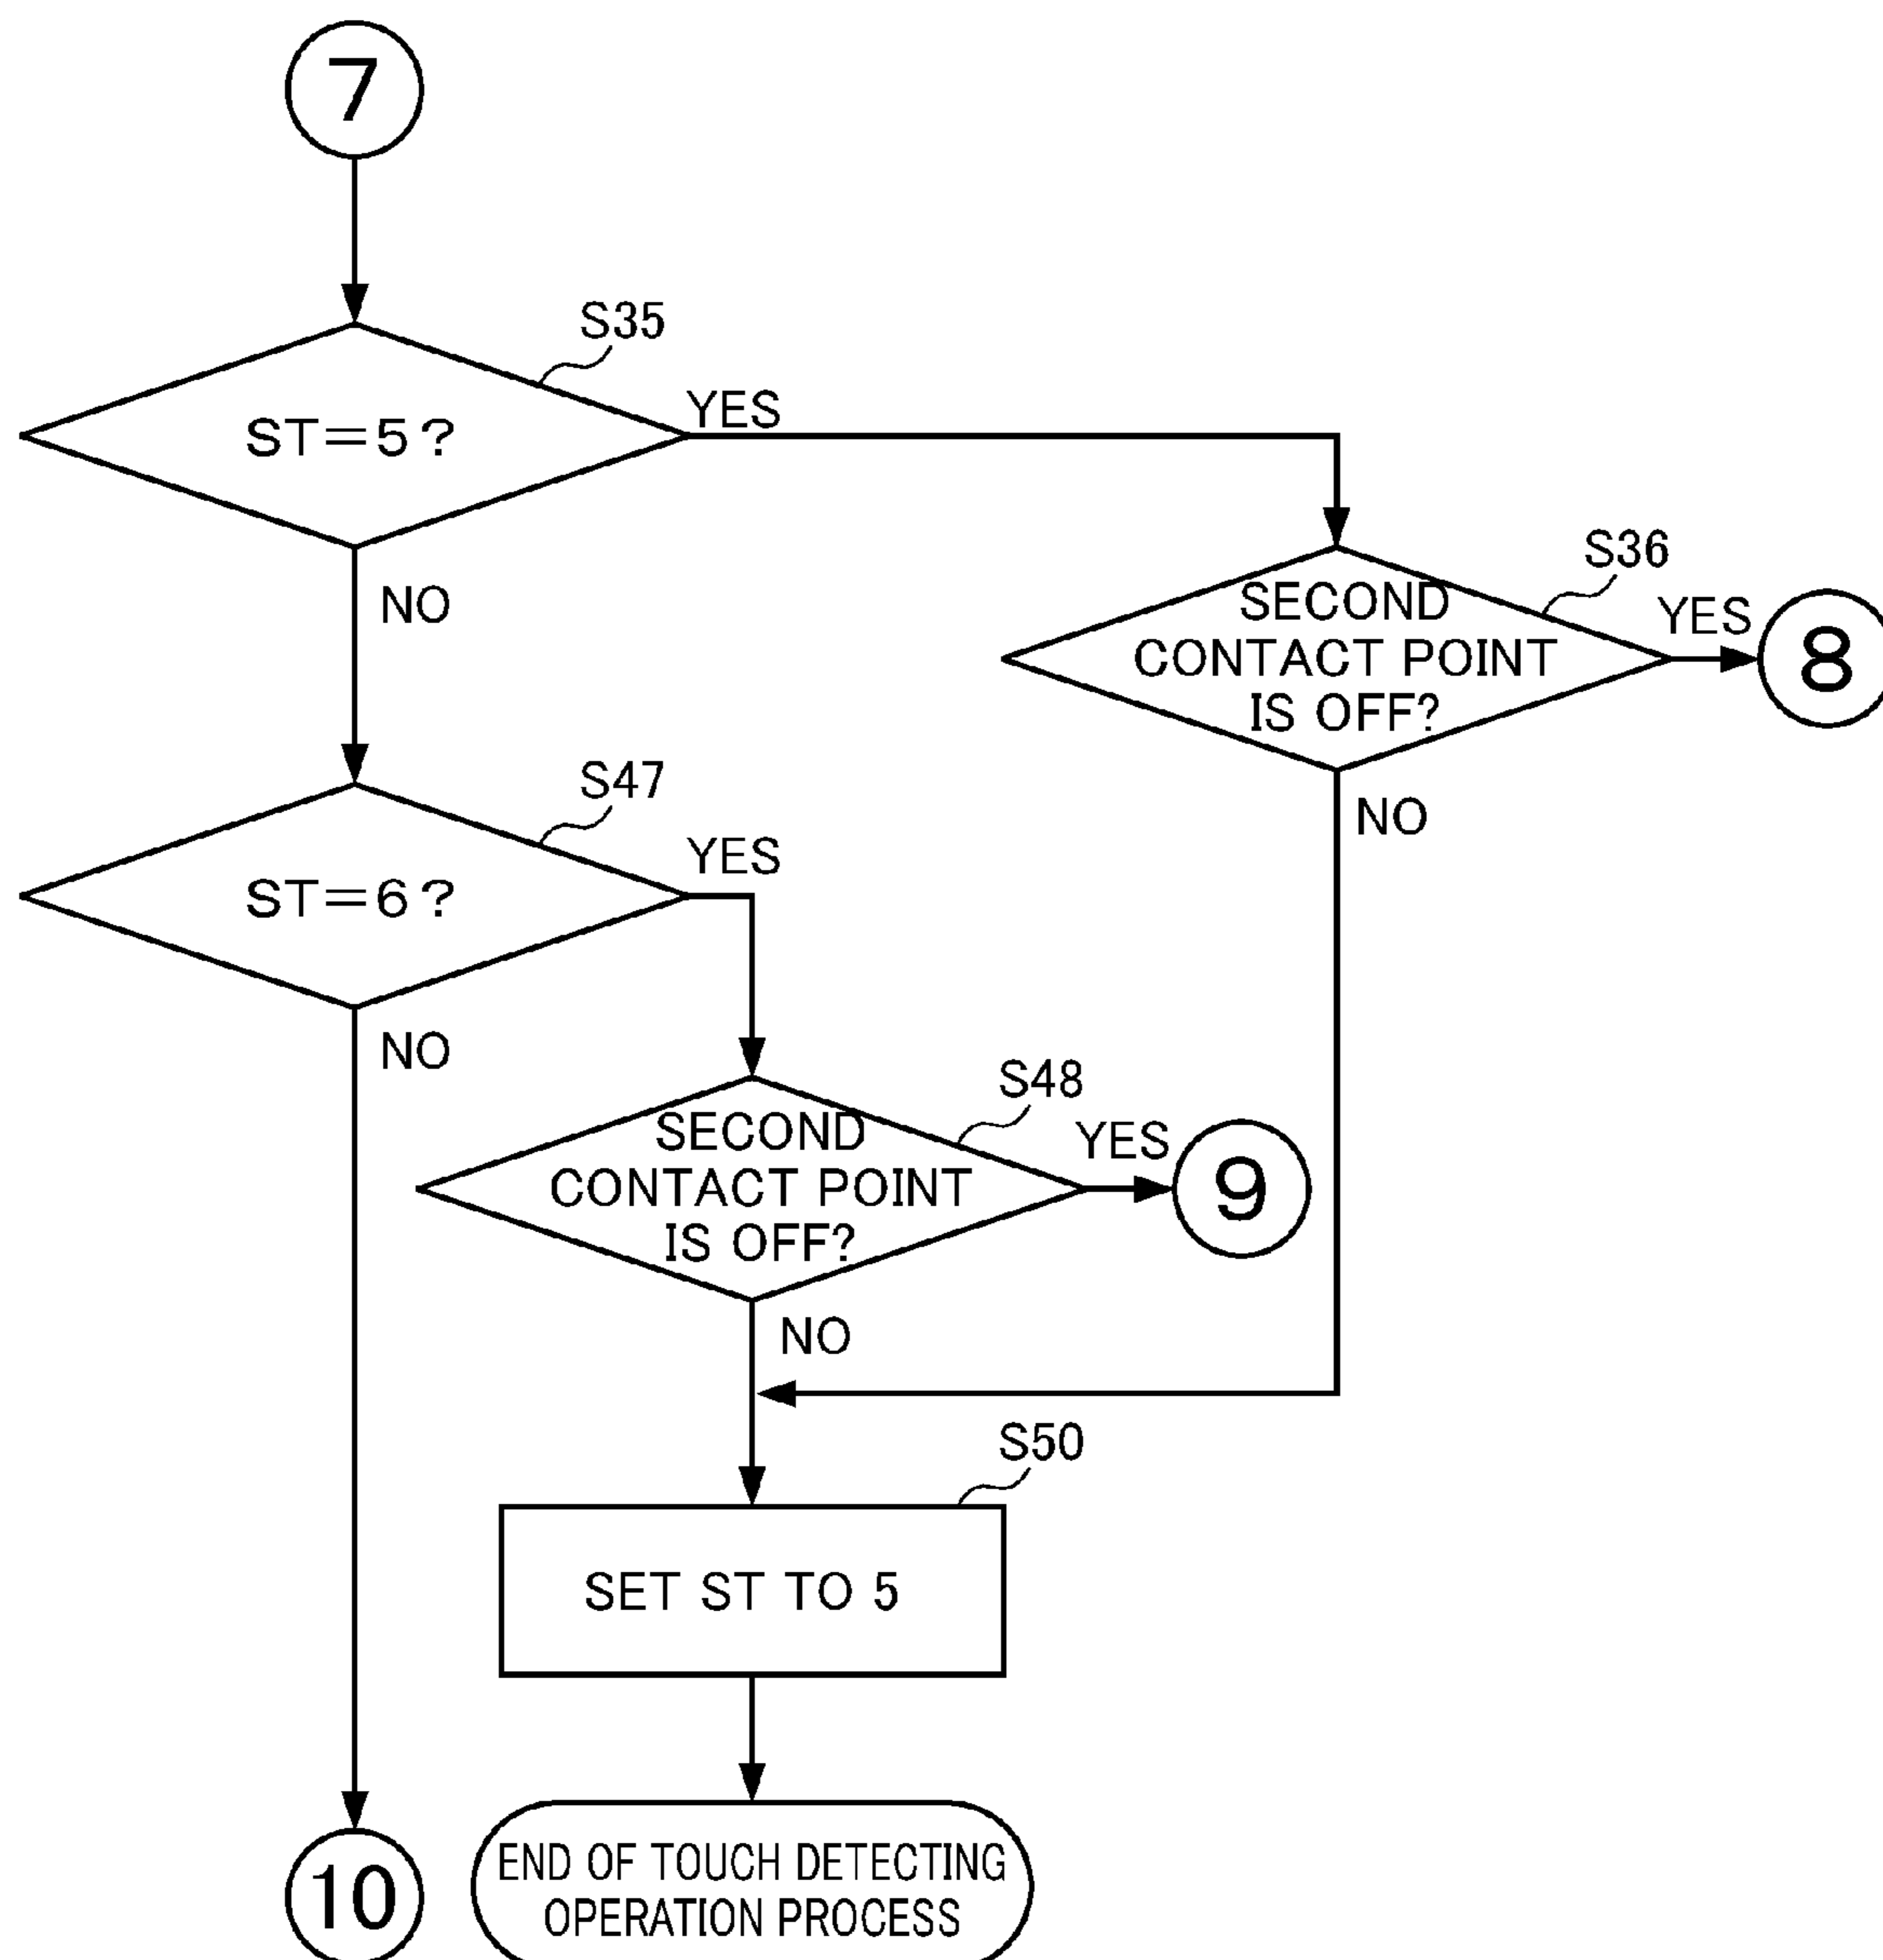 7
S35
ST=5?
YES
NO
S36
SECOND
CONTACT POINT
IS OFF?
YES
8
NO
S47
ST=6?
YES
NO
S48
SECOND
CONTACT POINT
IS OFF?
YES
9
NO
S50
SET ST TO 5
10
END OF TOUCH DETECTING
OPERATION PROCESS